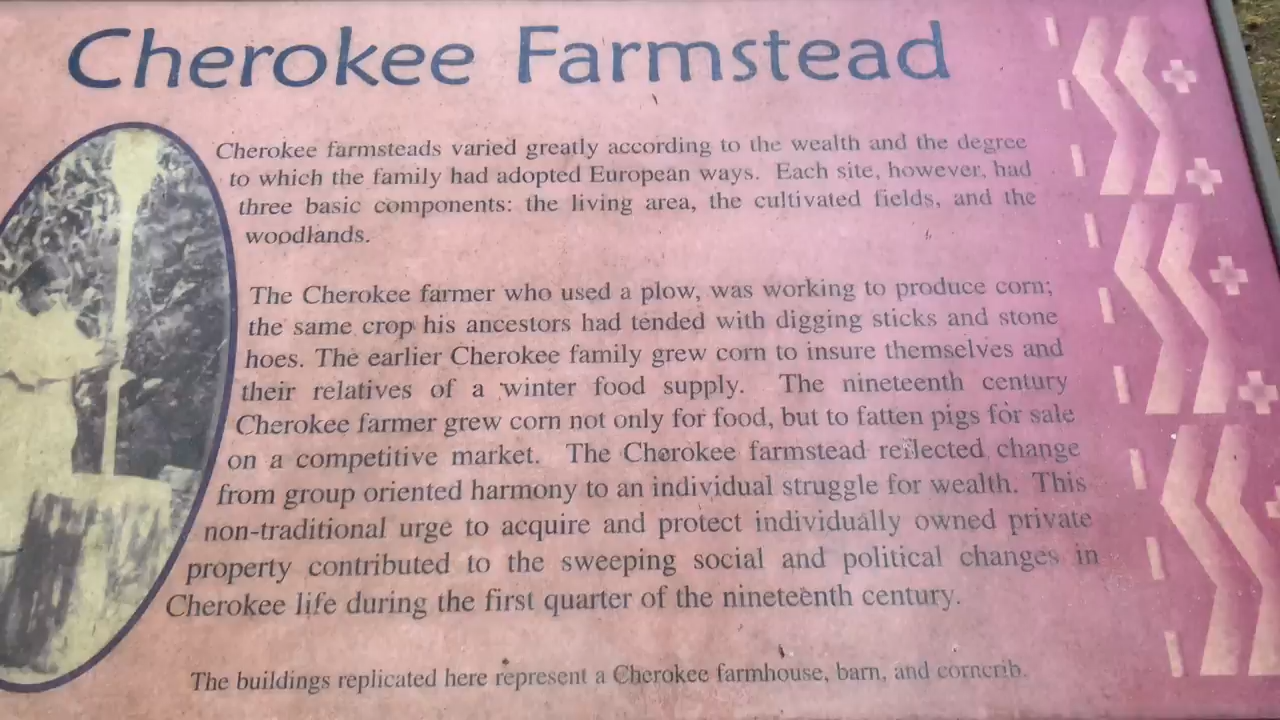 Cherokee Farmstead
Cherokee farmsteads varied greatly according to the wealth and the degree
to which the family had adopted European ways. Each site, however, had
three basic components: the living area, the cultivated fields, and the
woodlands.
The Cherokee farmer who used a plow, was working to produce corn;
the same crop his ancestors had tended with digging sticks and stone
hoes. The earlier Cherokee family grew corn to insure themselves and
their relatives of a winter food supply. The nineteenth century
Cherokee farmer grew corn not only for food, but to fatten pigs for sale
on a competitive market. The Cherokee farmstead reflected change
from group oriented harmony to an individual struggle for wealth. This
non-traditional urge to acquire and protect individually owned private
property contributed to the sweeping social and political changes in
Cherokee life during the first quarter of the nineteenth century.
The buildings replicated here represent a Cherokee farmhouse, barn, and corncrib.